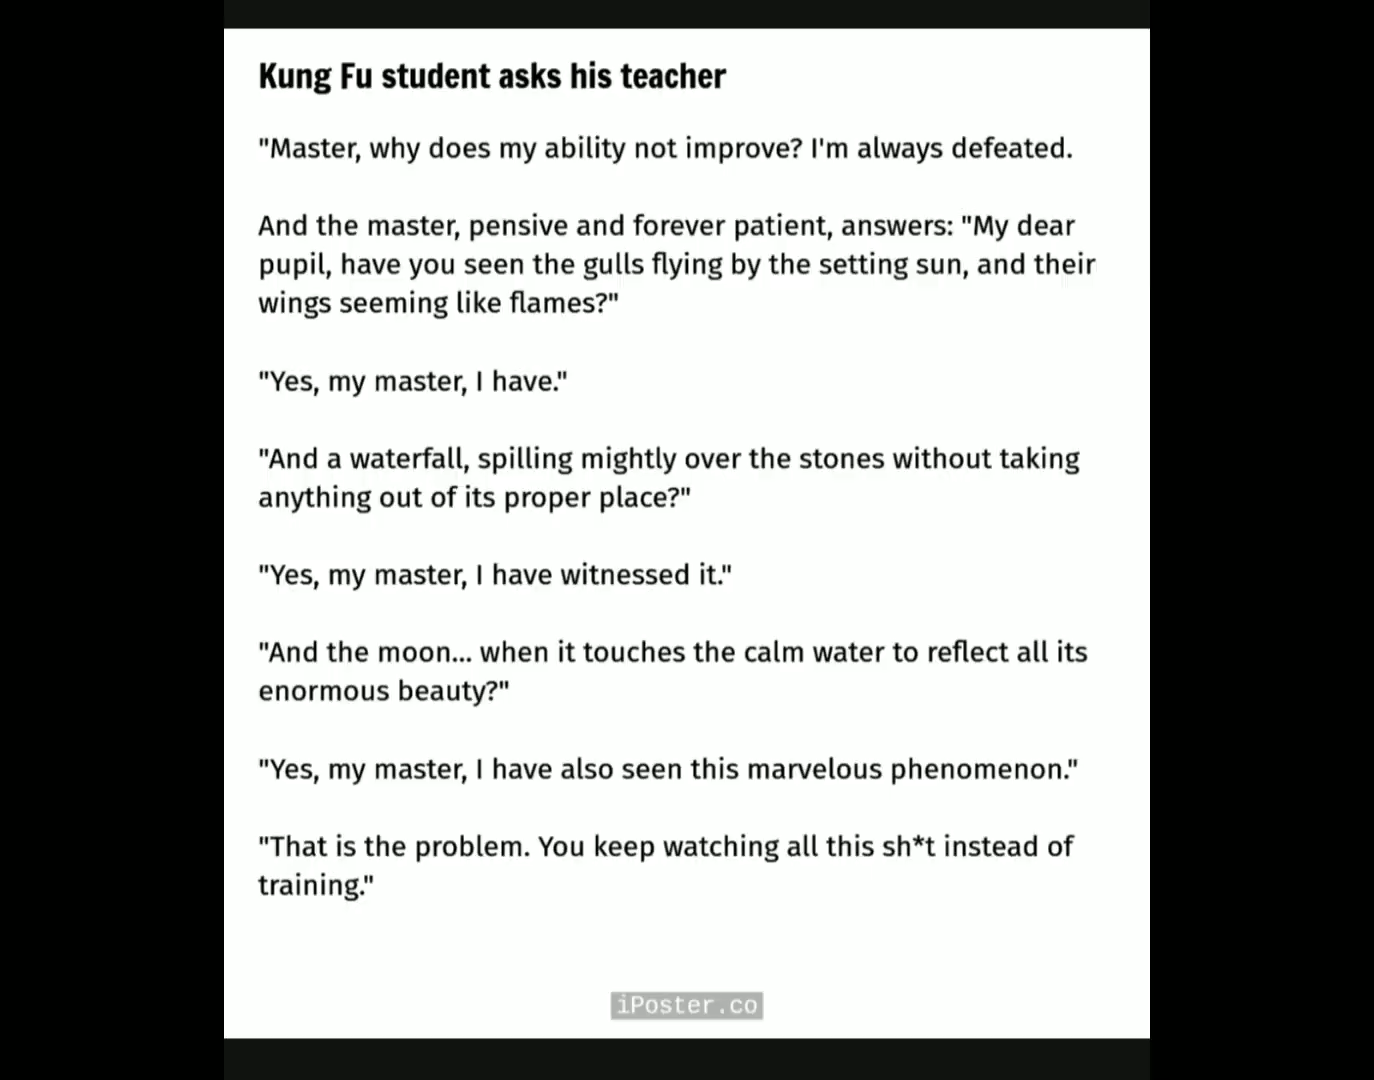 Kung Fu student asks his teacher
"Master, why does my ability not improve? I'm always defeated.
And the master, pensive and forever patient, answers: "My dear
pupil, have you seen the gulls flying by the setting sun, and their
wings seeming like flames?"
"Yes, my master, I have."
"And a waterfall, spilling mightly over the stones without taking
anything out of its proper place?"
"Yes, my master, I have witnessed it."
"And the moon... when it touches the calm water to reflect all its
enormous beauty?"
"Yes, my master, I have also seen this marvelous phenomenon."
"That is the problem. You keep watching all this sh*t instead of
training."
iPoster.co